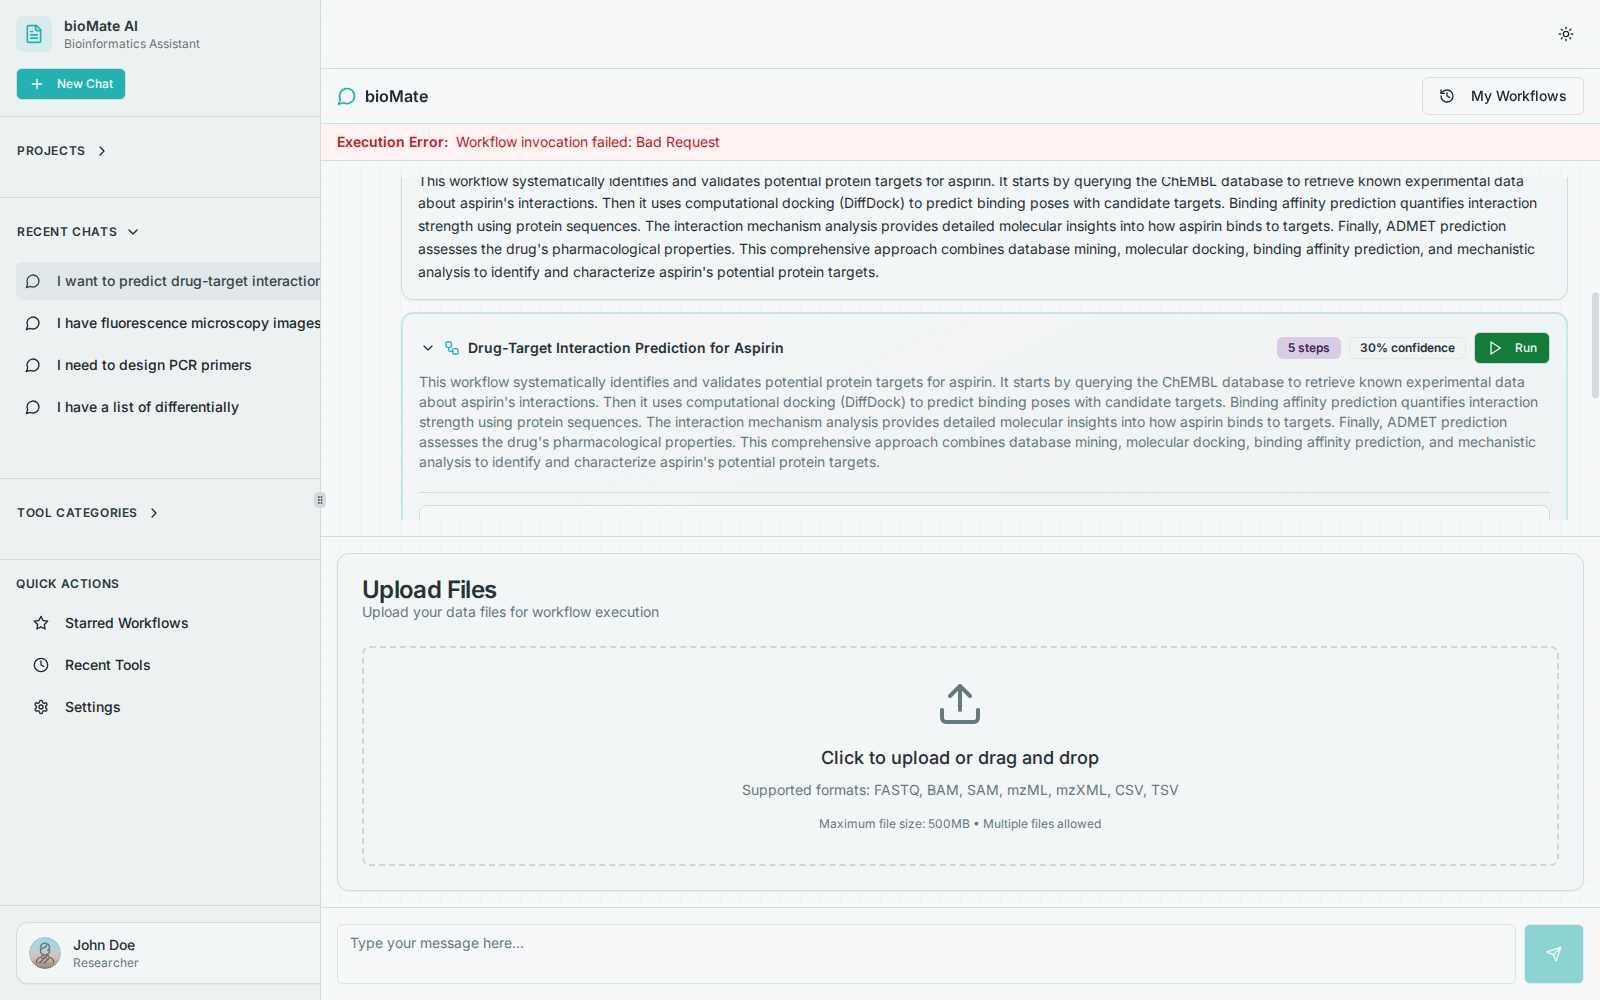 bioMate AI
Bioinformatics Assistant
New Chat
PROJECTS
RECENT CHATS
I want to predict drug-target interaction
I have fluorescence microscopy images
I need to design PCR primers
I have a list of differentially
TOOL CATEGORIES
QUICK ACTIONS
Starred Workflows
Recent Tools
Settings
John Doe
Researcher
bioMate
My Workflows
Execution Error: Workflow invocation failed: Bad Request
This workflow systematically identifies and validates potential protein targets for aspirin. It starts by querying the ChEMBL database to retrieve known experimental data
about aspirin's interactions. Then it uses computational docking (DiffDock) to predict binding poses with candidate targets. Binding affinity prediction quantifies interaction
strength using protein sequences. The interaction mechanism analysis provides detailed molecular insights into how aspirin binds to targets. Finally, ADMET prediction
assesses the drug's pharmacological properties. This comprehensive approach combines database mining, molecular docking, binding affinity prediction, and mechanistic
analysis to identify and characterize aspirin's potential protein targets.
Drug-Target Interaction Prediction for Aspirin
5 steps
30% confidence
Run
This workflow systematically identifies and validates potential protein targets for aspirin. It starts by querying the ChEMBL database to retrieve known experimental data
about aspirin's interactions. Then it uses computational docking (DiffDock) to predict binding poses with candidate targets. Binding affinity prediction quantifies interaction
strength using protein sequences. The interaction mechanism analysis provides detailed molecular insights into how aspirin binds to targets. Finally, ADMET prediction
assesses the drug's pharmacological properties. This comprehensive approach combines database mining, molecular docking, binding affinity prediction, and mechanistic
analysis to identify and characterize aspirin's potential protein targets.
Upload Files
Upload your data files for workflow execution
Click to upload or drag and drop
Supported formats: FASTQ, BAM, SAM, mzML, mzXML, CSV, TSV
Maximum file size: 500MB • Multiple files allowed
Type your message here...